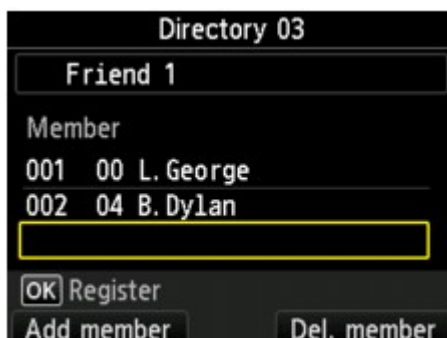 Directory 03
Friend 1
Member
001 00 L.George
002 04 B.Dylan
OK Register
Add member Del. member